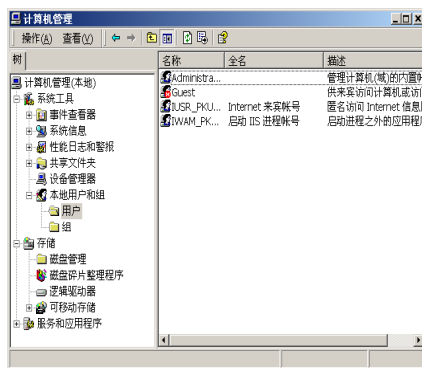 计算机管理
操作(A) 查看(V)
树
名称 全名 描述
计算机管理(本地)
系统工具
事件查看器
系统信息
性能日志和警报
共享文件夹
设备管理器
本地用户和组
用户
组
存储
磁盘管理
磁盘碎片整理程序
逻辑驱动器
可移动存储
服务和应用程序
Administra... 管理计算机(域)的内置帐
Guest 供来宾访问计算机或访
IUSR_PKU... Internet 来宾帐号 匿名访问 Internet 信息
IWAM_PK... 启动 IIS 进程帐号 启动进程之外的应用程